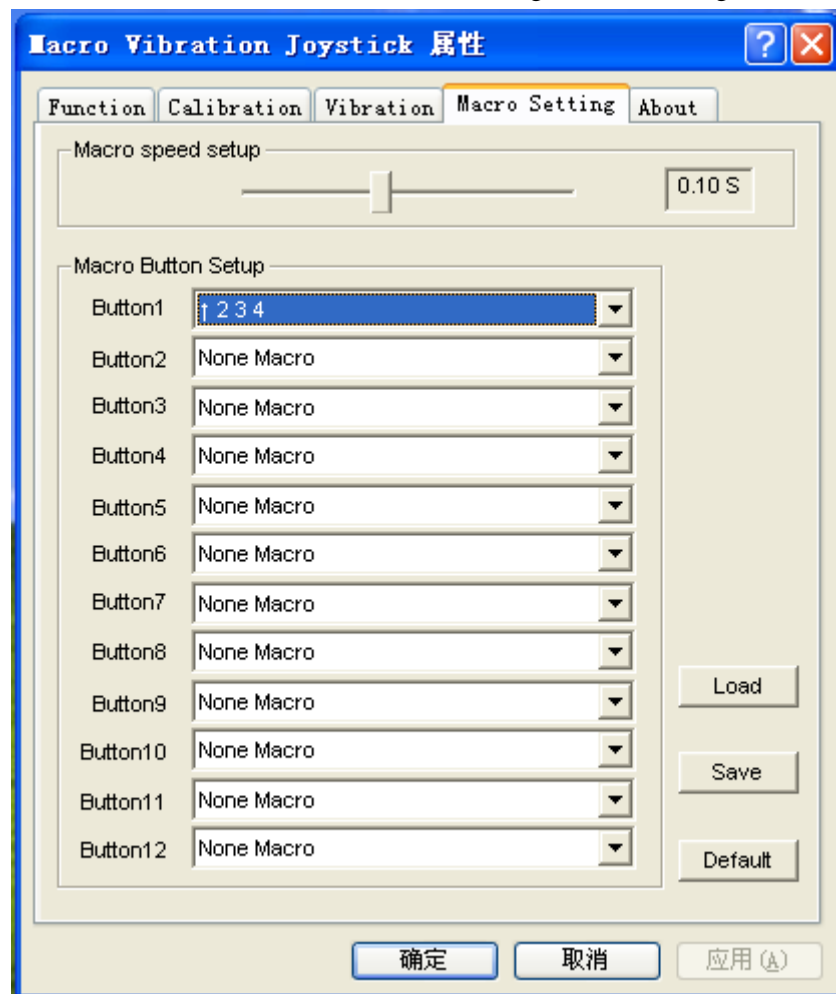 Macro Vibration Joystick 属性
Function Calibration Vibration Macro Setting About
Macro speed setup
0.10 S
Macro Button Setup
Button1 ↑ 2 3 4
Button2 None Macro
Button3 None Macro
Button4 None Macro
Button5 None Macro
Button6 None Macro
Button7 None Macro
Button8 None Macro
Button9 None Macro
Button10 None Macro
Button11 None Macro
Button12 None Macro
Load
Save
Default
确定 取消 应用(A)